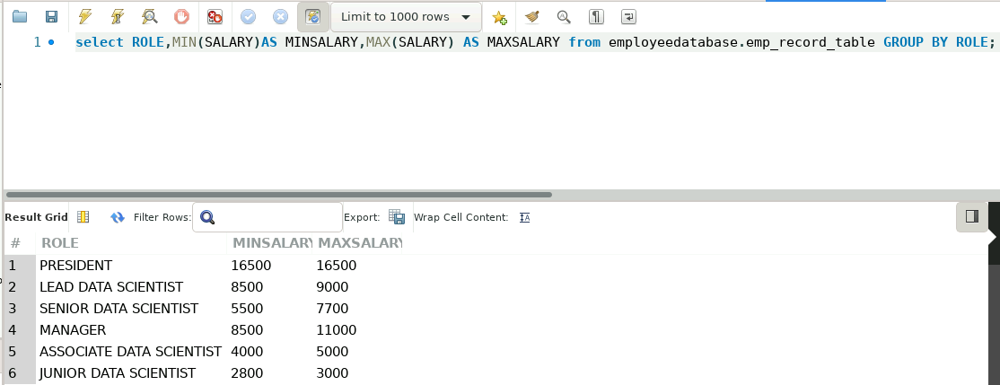 Limit to 1000 rows
1 select ROLE,MIN(SALARY)AS MINSALARY,MAX(SALARY) AS MAXSALARY from employeedatabase.emp_record_table GROUP BY ROLE;
Result Grid Filter Rows: Export: Wrap Cell Content:
# ROLE MINSALARY MAXSALARY
1 PRESIDENT 16500 16500
2 LEAD DATA SCIENTIST 8500 9000
3 SENIOR DATA SCIENTIST 5500 7700
4 MANAGER 8500 11000
5 ASSOCIATE DATA SCIENTIST 4000 5000
6 JUNIOR DATA SCIENTIST 2800 3000